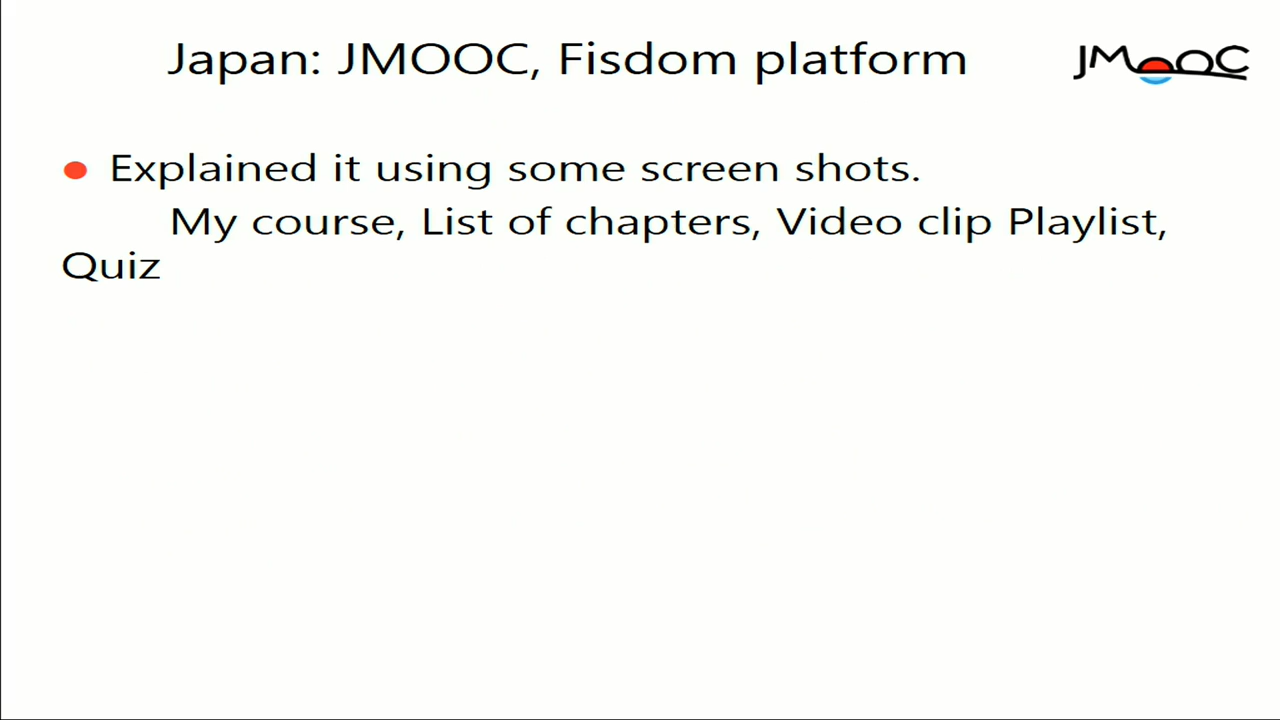 Japan: JMOOC, Fisdom platform
JMOOC
Explained it using some screen shots.
My course, List of chapters, Video clip Playlist,
Quiz